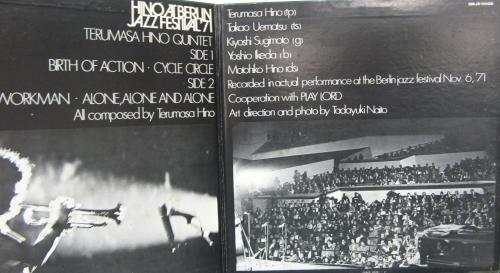 HINO AT BERLIN
JAZZ FESTIVAL '71
TERUMASA HINO QUINTET
SIDE 1
BIRTH OF ACTION · CYCLE CIRCLE
SIDE 2
WORKMAN · ALONE, ALONE AND ALONE
All composed by Terumasa Hino
Terumasa Hino (tp)
Takao Uematsu (ts)
Kiyoshi Sugimoto (g)
Yoshio Ikeda (b)
Motohiko Hino (ds)
Recorded in actual performance at the Berlin jazz festival Nov. 6, '71
Cooperation with PLAY LORD
Art direction and photo by Tadayuki Naito